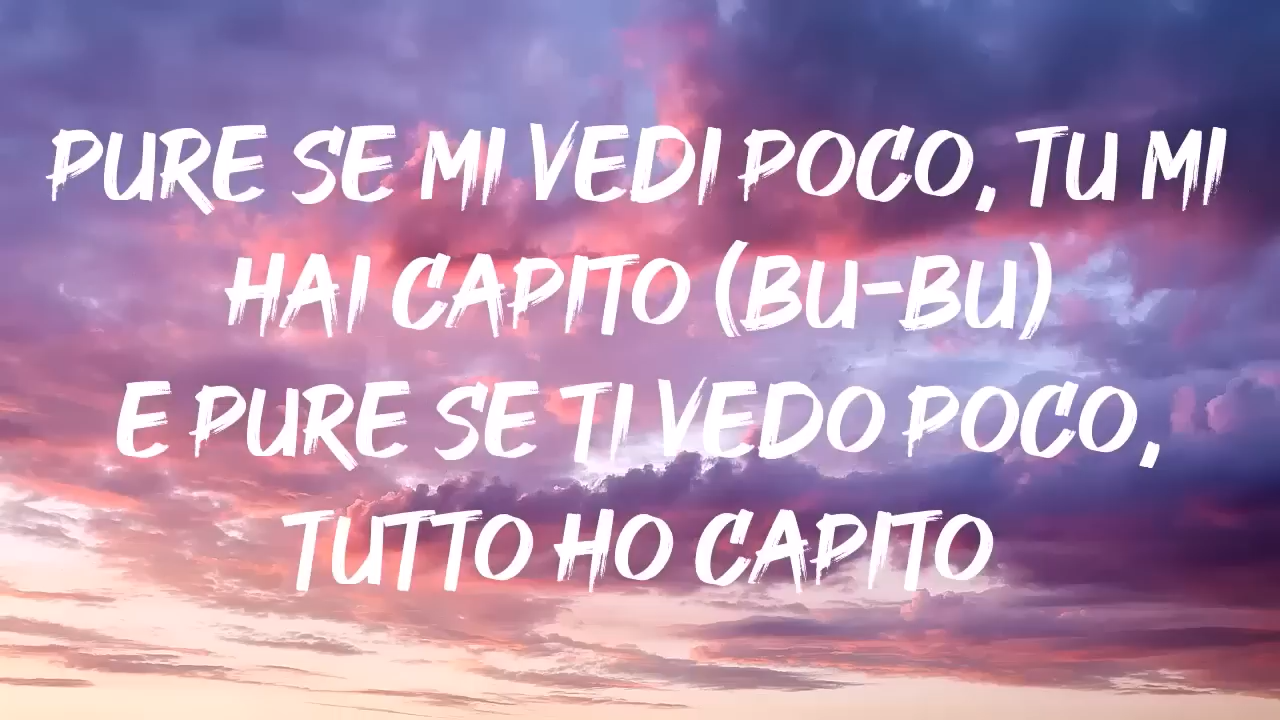 PURE SE MI VEDI POCO, TU MI
HAI CAPITO (BU-BU)
E PURE SE TI VEDO POCO,
TUTTO HO CAPITO